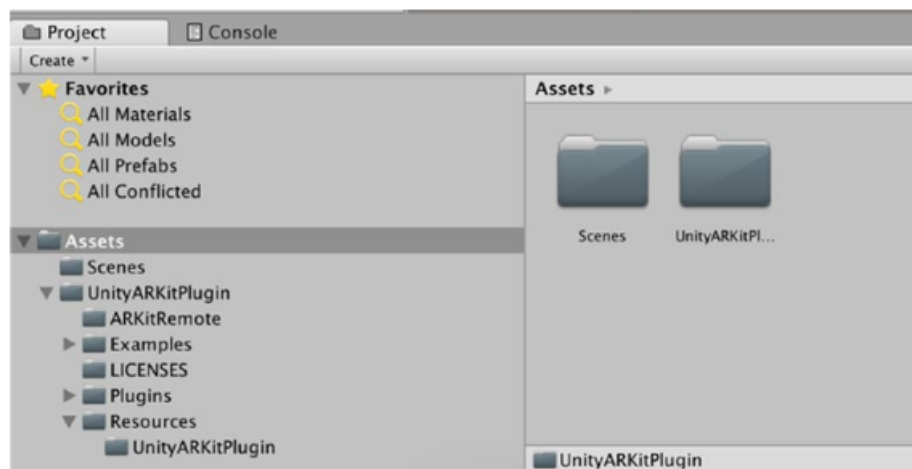 Project
Console
Create
Favorites
All Materials
All Models
All Prefabs
All Conflicted
Assets
Scenes
UnityARKitPlugin
ARKitRemote
Examples
LICENSES
Plugins
Resources
UnityARKitPlugin
Assets
Scenes
UnityARKitPl...
UnityARKitPlugin